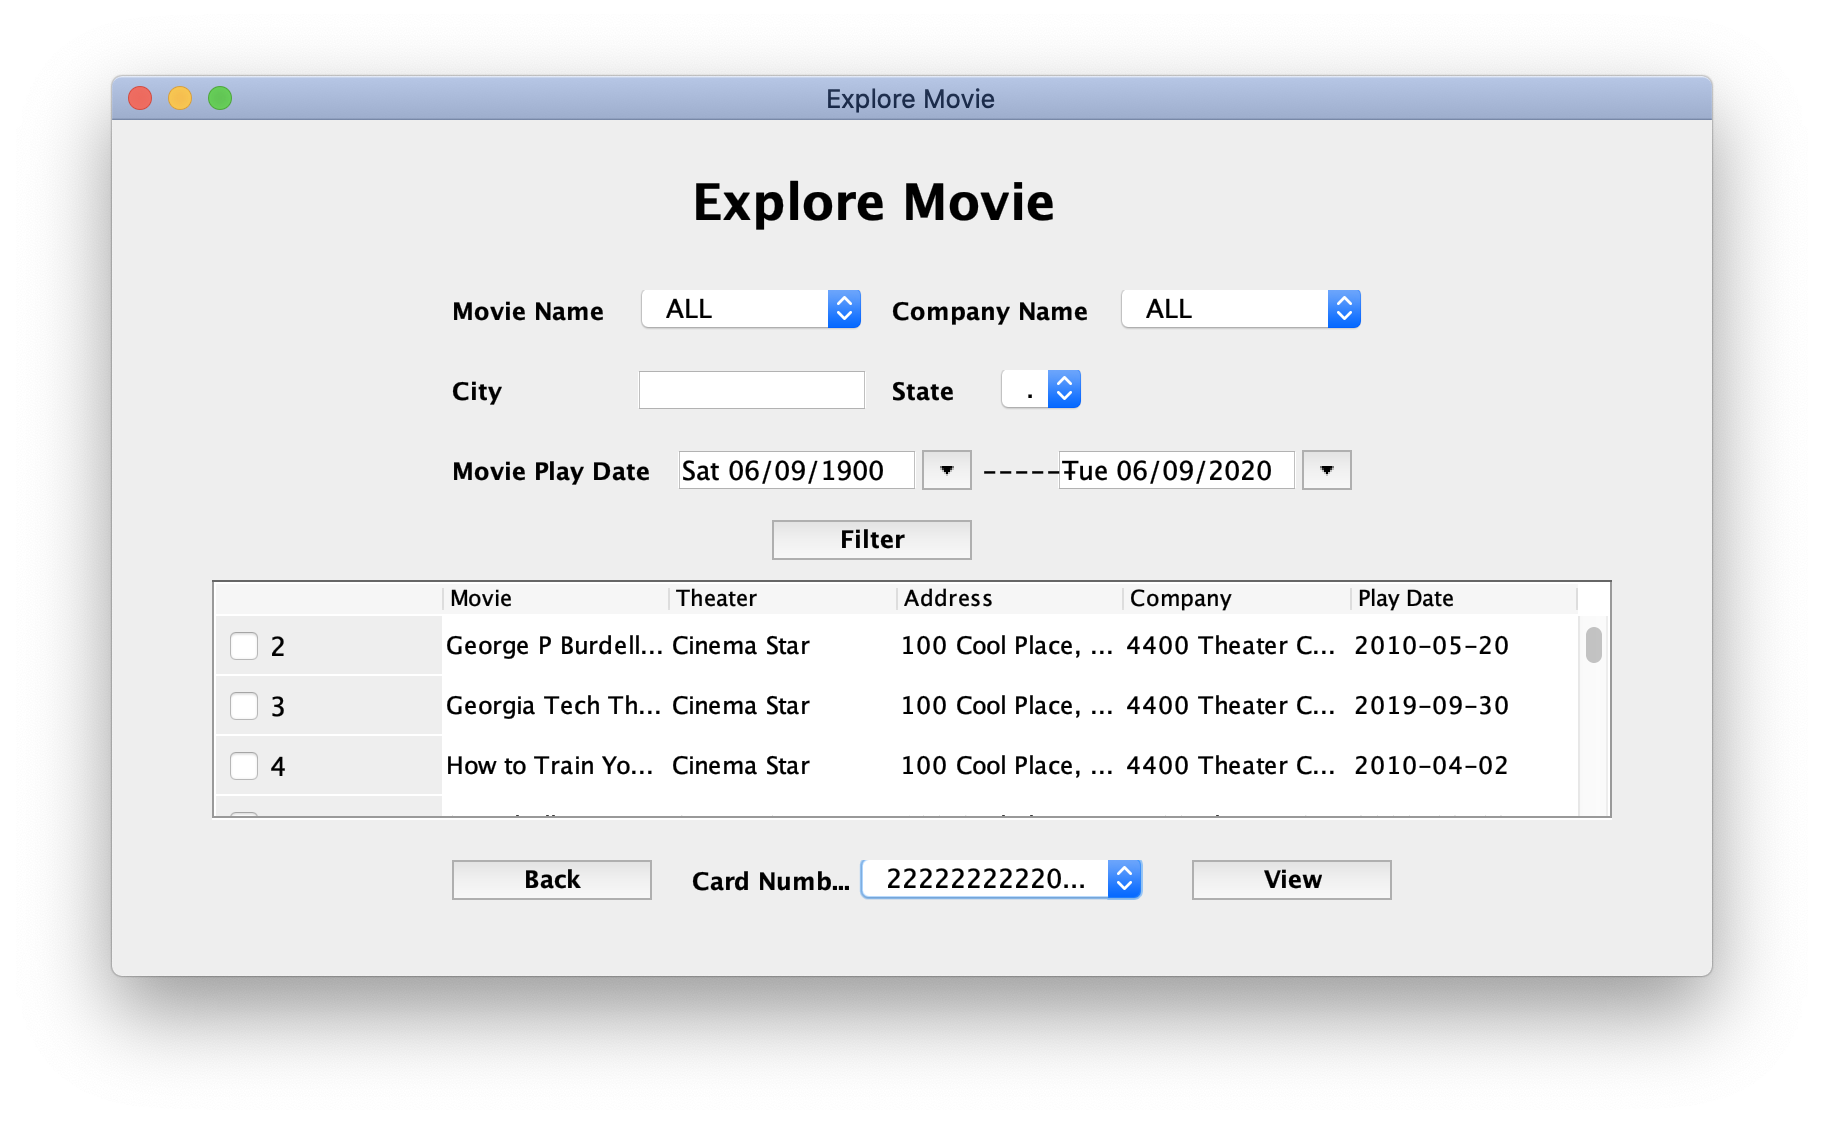 Explore Movie
Explore Movie
Movie Name ALL Company Name ALL
City State .
Movie Play Date Sat 06/09/1900 ------ Tue 06/09/2020
Filter
Movie Theater Address Company Play Date
2 George P Burdell... Cinema Star 100 Cool Place, ... 4400 Theater C... 2010-05-20
3 Georgia Tech Th... Cinema Star 100 Cool Place, ... 4400 Theater C... 2019-09-30
4 How to Train Yo... Cinema Star 100 Cool Place, ... 4400 Theater C... 2010-04-02
Back Card Numb... 22222222220... View